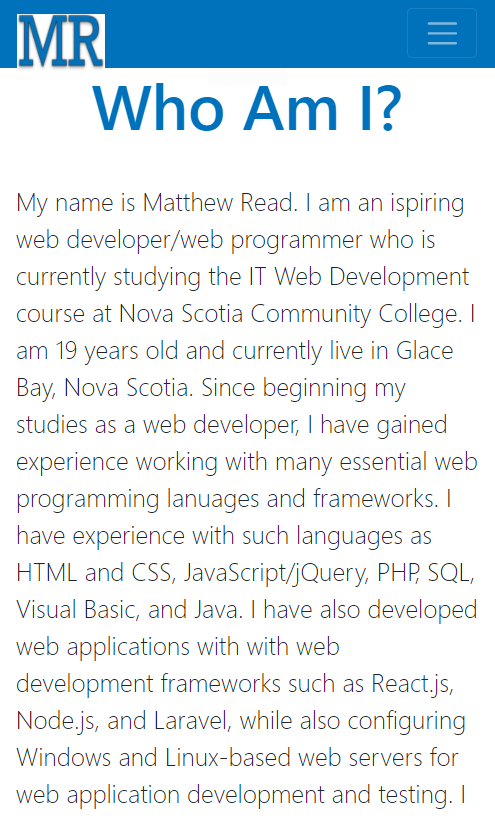 MR
Who Am I?
My name is Matthew Read. I am an ispiring
web developer/web programmer who is
currently studying the IT Web Development
course at Nova Scotia Community College. I
am 19 years old and currently live in Glace
Bay, Nova Scotia. Since beginning my
studies as a web developer, I have gained
experience working with many essential web
programming lanuages and frameworks. I
have experience with such languages as
HTML and CSS, JavaScript/jQuery, PHP, SQL,
Visual Basic, and Java. I have also developed
web applications with with web
development frameworks such as React.js,
Node.js, and Laravel, while also configuring
Windows and Linux-based web servers for
web application development and testing. I